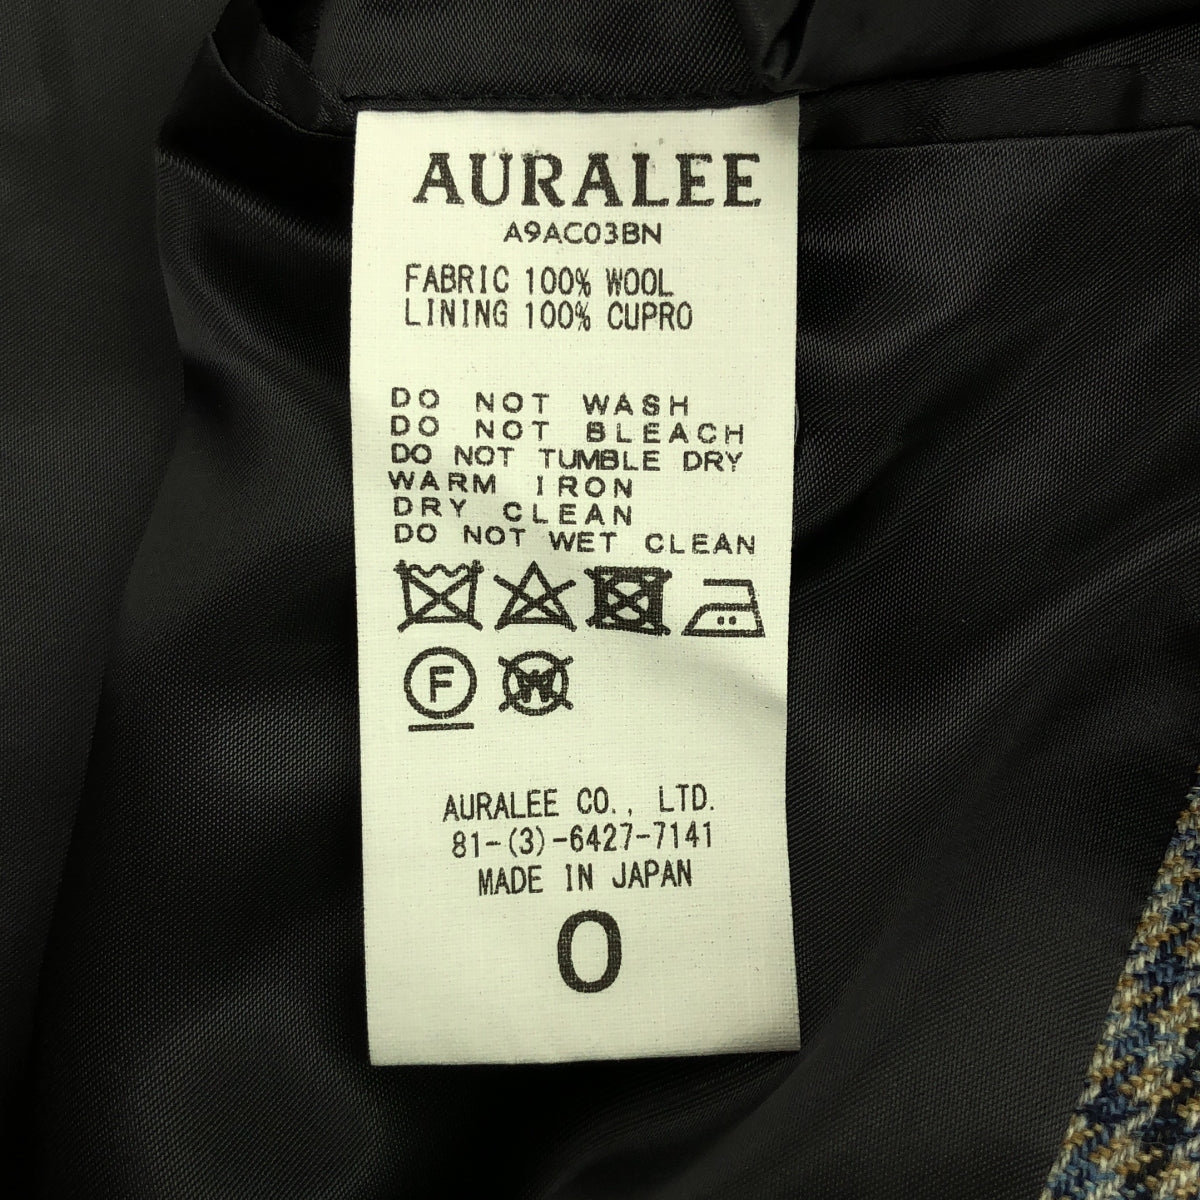 AURALEE
A9AC03BN
FABRIC 100% WOOL
LINING 100% CUPRO
DO NOT WASH
DO NOT BLEACH
DO NOT TUMBLE DRY
WARM IRON
DRY CLEAN
DO NOT WET CLEAN
F W
AURALEE CO., LTD.
81-(3)-6427-7141
MADE IN JAPAN
0